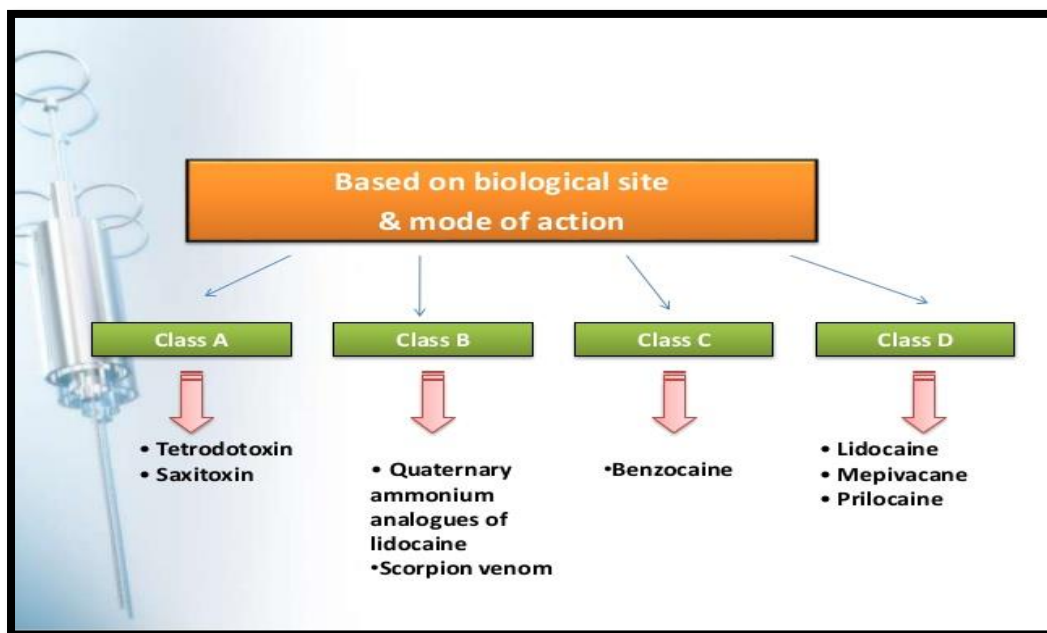 Based on biological site
& mode of action
Class A
Class B
Class C
Class D
• Tetrodotoxin
• Saxitoxin
• Quaternary
ammonium
analogues of
lidocaine
•Scorpion venom
•Benzocaine
• Lidocaine
• Mepivacane
• Prilocaine